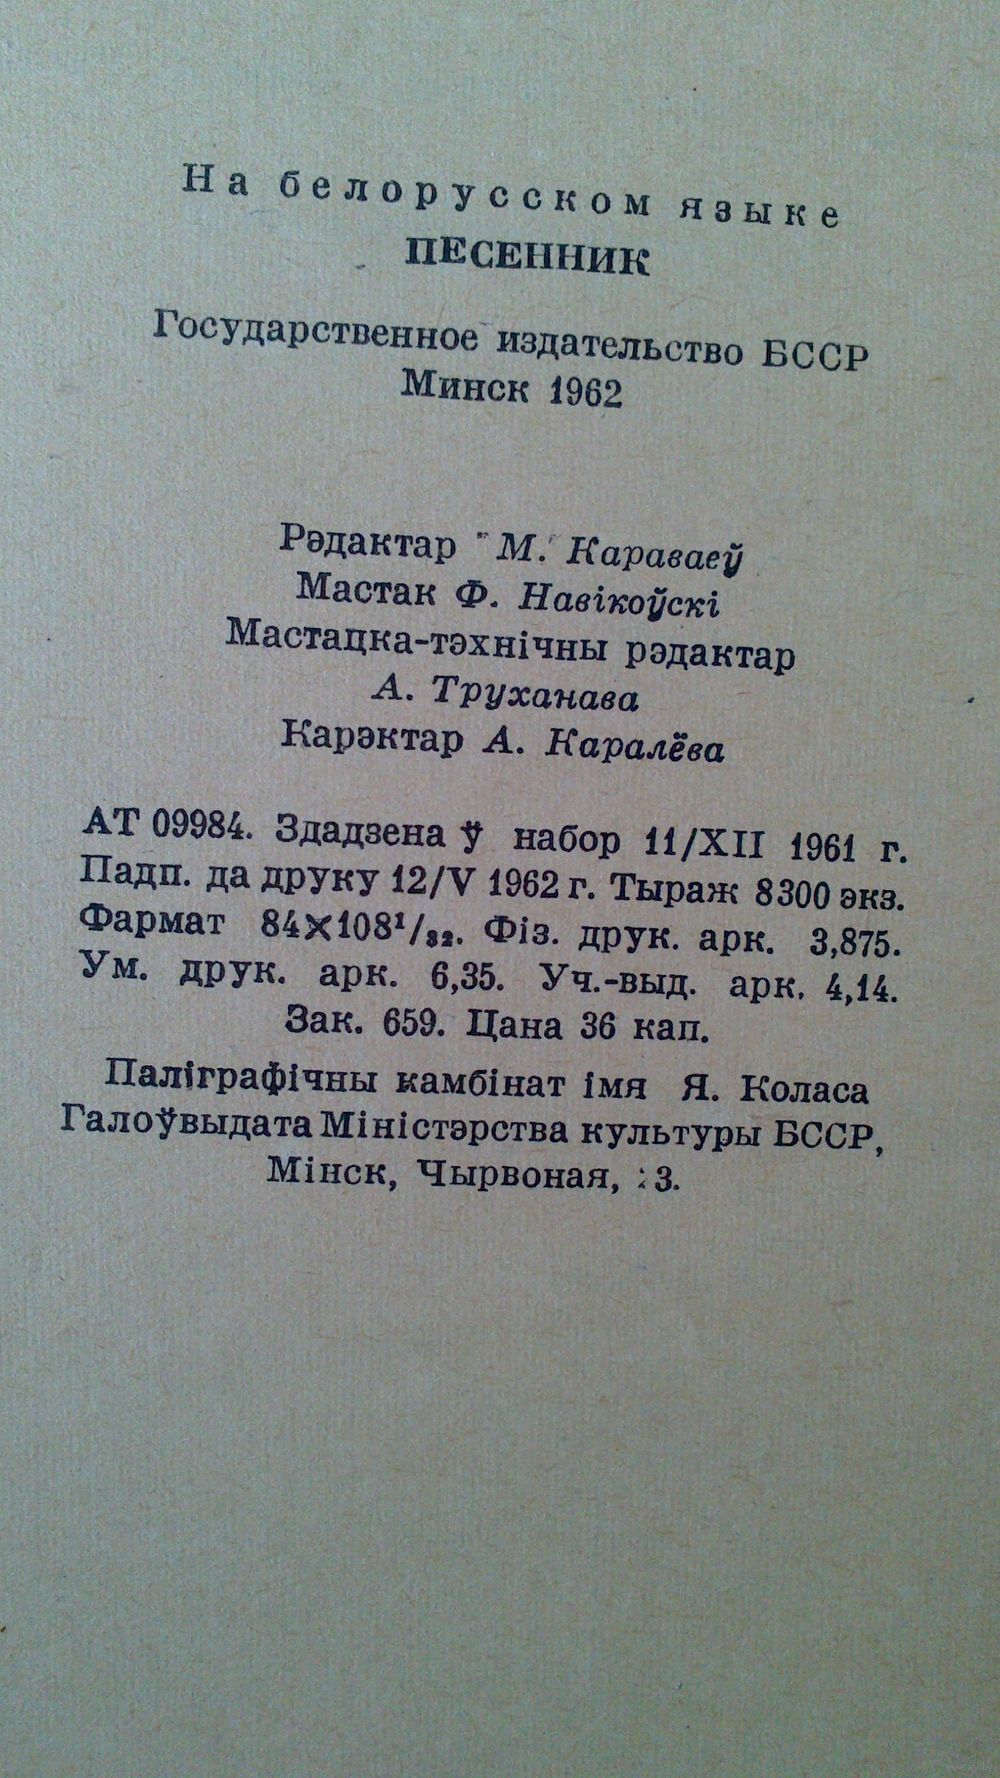 На белорусском языке
ПЕСЕННИК
Государственное издательство БССР
Минск 1962
Рэдактар М. Караваеў
Мастак Ф. Навікоўскі
Мастацка-тэхнічны рэдактар
А. Труханава
Карэктар А. Каралёва
АТ 09984. Здадзена ў набор 11/XII 1961 г.
Падп. да друку 12/V 1962 г. Тыраж 8300 экз.
Фармат 84×108¹/₃₂. Фіз. друк. арк. 3,875.
Ум. друк. арк. 6,35. Уч.-выд. арк. 4,14.
Зак. 659. Цана 36 кап.
Паліграфічны камбінат імя Я. Коласа
Галоўвыдата Міністэрства культуры БССР,
Мінск, Чырвоная,